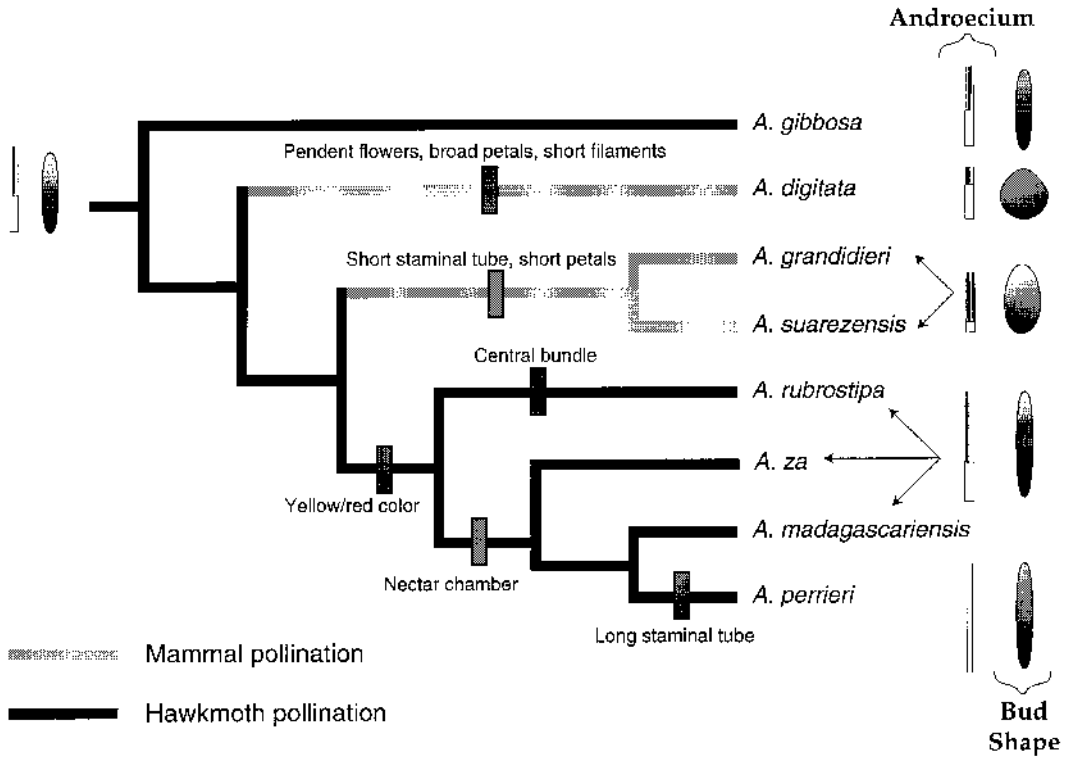 Androecium
A. gibbosa
Pendent flowers, broad petals, short filaments
A. digitata
Short staminal tube, short petals
A. grandidieri
A. suarezensis
Central bundle
A. rubrostipa
A. za
Yellow/red color
A. madagascariensis
Nectar chamber
A. perrieri
Long staminal tube
Mammal pollination
Hawkmoth pollination
Bud
Shape